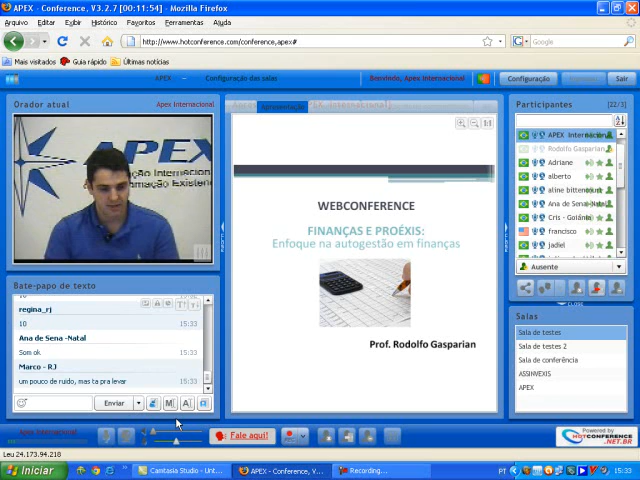 APEX - Conference, V3.2.7 [00:11:54] - Mozilla Firefox
Arquivo Editar Exibir Histórico Favoritos Ferramentas Ajuda
http://www.hotconference.com/conference,apex#
Google
Mais visitados Guia rápido Últimas notícias
APEX – Configuração das salas
Benvindo, Apex Internacional
Configuração
Sair
Orador atual
Apex Internacional
APEX
Apresentação
WEBCONFERENCE
FINANÇAS E PROÉXIS:
Enfoque na autogestão em finanças
Prof. Rodolfo Gasparian
Bate-papo de texto
regina_rj
10 15:33
Ana de Sena -Natal
Som ok 15:33
Marco - RJ
um pouco de ruido, mas ta pra levar 15:33
Enviar
Participantes [22/3]
APEX Internacion
Rodolfo Gasparian
Adriane
alberto
aline bittencourt
Ana de Sena -Natal
Cris - Goiânia
francisco
Jadiel
Ausente
CLOSE
Salas
Sala de testes
Sala de testes 2
Sala de conferência
ASSINVEXIS
APEX
Apex Internacional
Fale aqui!
Powered by
HOTCONFERENCE
.NET.BR
Leu 24.173.94.218
Iniciar
Camtasia Studio - Unt...
APEX - Conference, V...
Recording...
PT
15:33